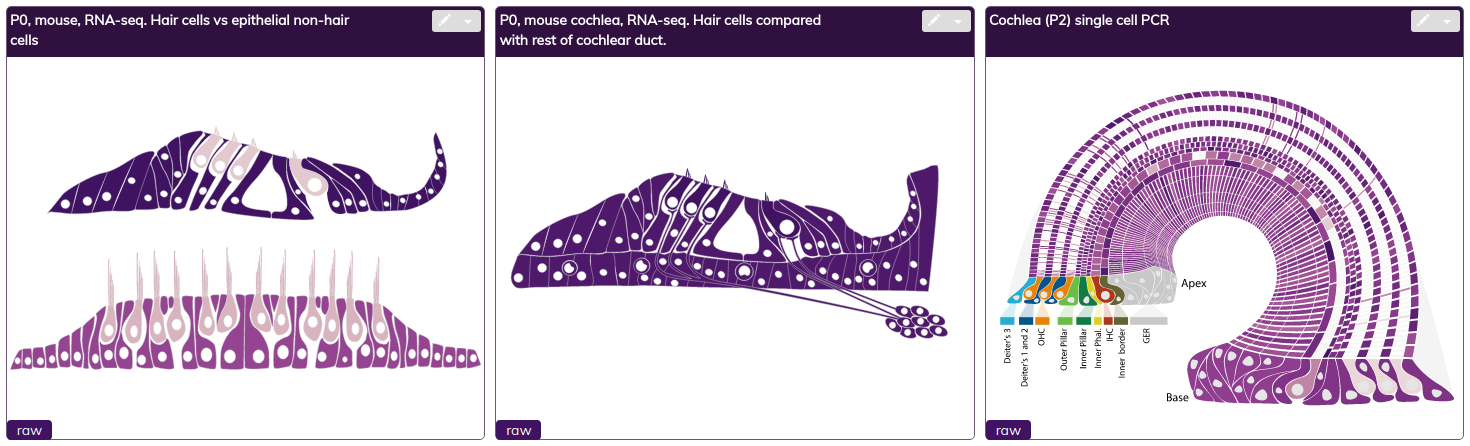 P0, mouse, RNA-seq. Hair cells vs epithelial non-hair
cells
raw
P0, mouse cochlea, RNA-seq. Hair cells compared
with rest of cochlear duct.
raw
Cochlea (P2) single cell PCR
Apex
Deiter's 3
Deiter's 1 and 2
OHC
Outer Pillar
Inner Pillar
Inner Phal.
IHC
Inner border
GER
Base
raw